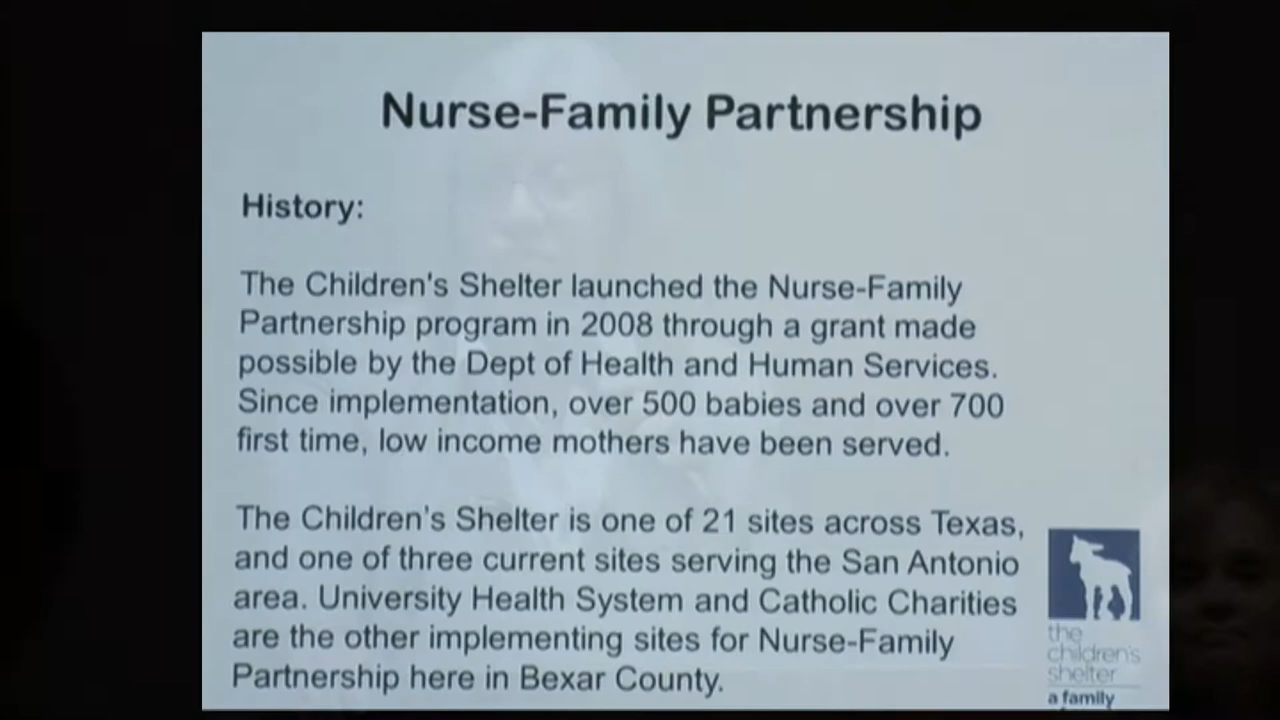 Nurse-Family Partnership
History:
The Children's Shelter launched the Nurse-Family
Partnership program in 2008 through a grant made
possible by the Dept of Health and Human Services.
Since implementation, over 500 babies and over 700
first time, low income mothers have been served.
The Children's Shelter is one of 21 sites across Texas,
and one of three current sites serving the San Antonio
area. University Health System and Catholic Charities
are the other implementing sites for Nurse-Family
Partnership here in Bexar County.
the
children's
shelter
a family